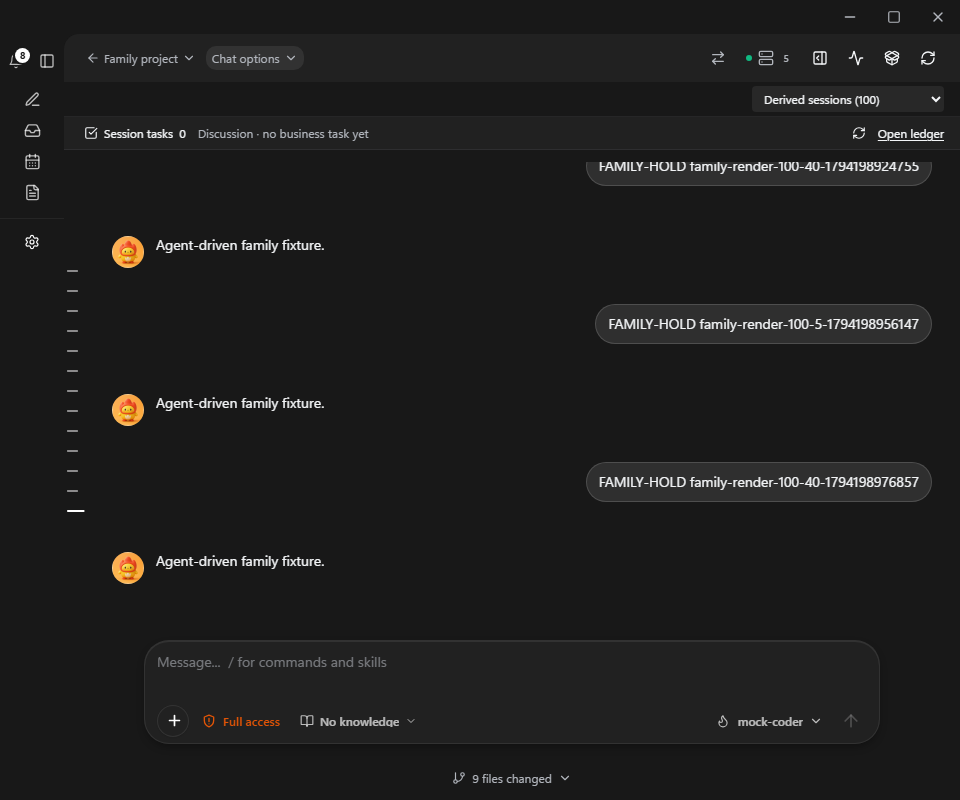 8
Family project
Chat options
5
Derived sessions (100)
Session tasks 0 Discussion · no business task yet
Open ledger
FAMILY-HOLD family-render-100-40-1794198924755
Agent-driven family fixture.
FAMILY-HOLD family-render-100-5-1794198956147
Agent-driven family fixture.
FAMILY-HOLD family-render-100-40-1794198976857
Agent-driven family fixture.
Message... / for commands and skills
Full access
No knowledge
mock-coder
9 files changed